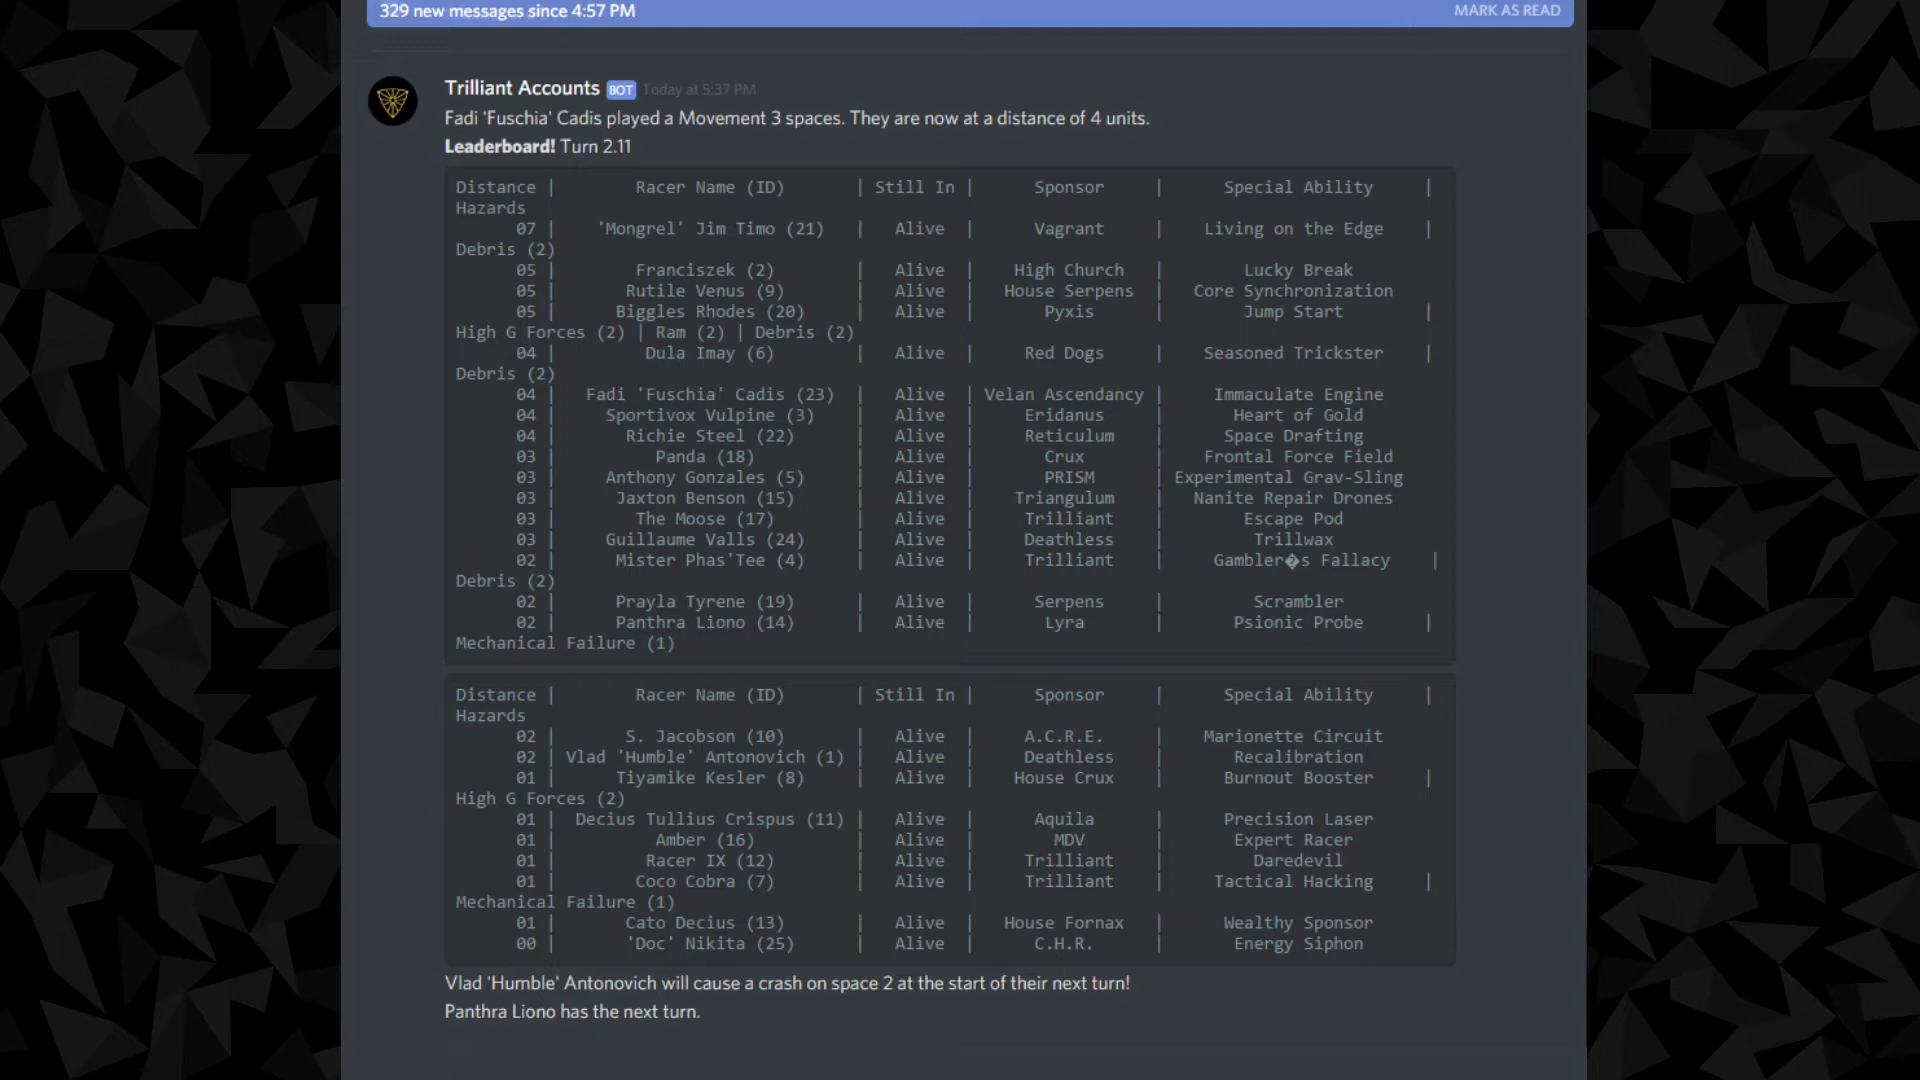 329 new messages since 4:57 PM MARK AS READ
Trilliant Accounts BOT Today at 5:37 PM
Fadi 'Fuschia' Cadis played a Movement 3 spaces. They are now at a distance of 4 units.
Leaderboard! Turn 2.11
Distance | Racer Name (ID) | Still In | Sponsor | Special Ability |
Hazards
07 | 'Mongrel' Jim Timo (21) | Alive | Vagrant | Living on the Edge |
Debris (2)
05 | Franciszek (2) | Alive | High Church | Lucky Break
05 | Rutile Venus (9) | Alive | House Serpens | Core Synchronization
05 | Biggles Rhodes (20) | Alive | Pyxis | Jump Start |
High G Forces (2) | Ram (2) | Debris (2)
04 | Dula Imay (6) | Alive | Red Dogs | Seasoned Trickster |
Debris (2)
04 | Fadi 'Fuschia' Cadis (23) | Alive | Velan Ascendancy | Immaculate Engine
04 | Sportivox Vulpine (3) | Alive | Eridanus | Heart of Gold
04 | Richie Steel (22) | Alive | Reticulum | Space Drafting
03 | Panda (18) | Alive | Crux | Frontal Force Field
03 | Anthony Gonzales (5) | Alive | PRISM | Experimental Grav-Sling
03 | Jaxton Benson (15) | Alive | Triangulum | Nanite Repair Drones
03 | The Moose (17) | Alive | Trilliant | Escape Pod
03 | Guillaume Valls (24) | Alive | Deathless | Trillwax
02 | Mister Phas'Tee (4) | Alive | Trilliant | Gambler�s Fallacy |
Debris (2)
02 | Prayla Tyrene (19) | Alive | Serpens | Scrambler
02 | Panthra Liono (14) | Alive | Lyra | Psionic Probe |
Mechanical Failure (1)
Distance | Racer Name (ID) | Still In | Sponsor | Special Ability |
Hazards
02 | S. Jacobson (10) | Alive | A.C.R.E. | Marionette Circuit
02 | Vlad 'Humble' Antonovich (1) | Alive | Deathless | Recalibration
01 | Tiyamike Kesler (8) | Alive | House Crux | Burnout Booster |
High G Forces (2)
01 | Decius Tullius Crispus (11) | Alive | Aquila | Precision Laser
01 | Amber (16) | Alive | MDV | Expert Racer
01 | Racer IX (12) | Alive | Trilliant | Daredevil
01 | Coco Cobra (7) | Alive | Trilliant | Tactical Hacking |
Mechanical Failure (1)
01 | Cato Decius (13) | Alive | House Fornax | Wealthy Sponsor
00 | 'Doc' Nikita (25) | Alive | C.H.R. | Energy Siphon
Vlad 'Humble' Antonovich will cause a crash on space 2 at the start of their next turn!
Panthra Liono has the next turn.